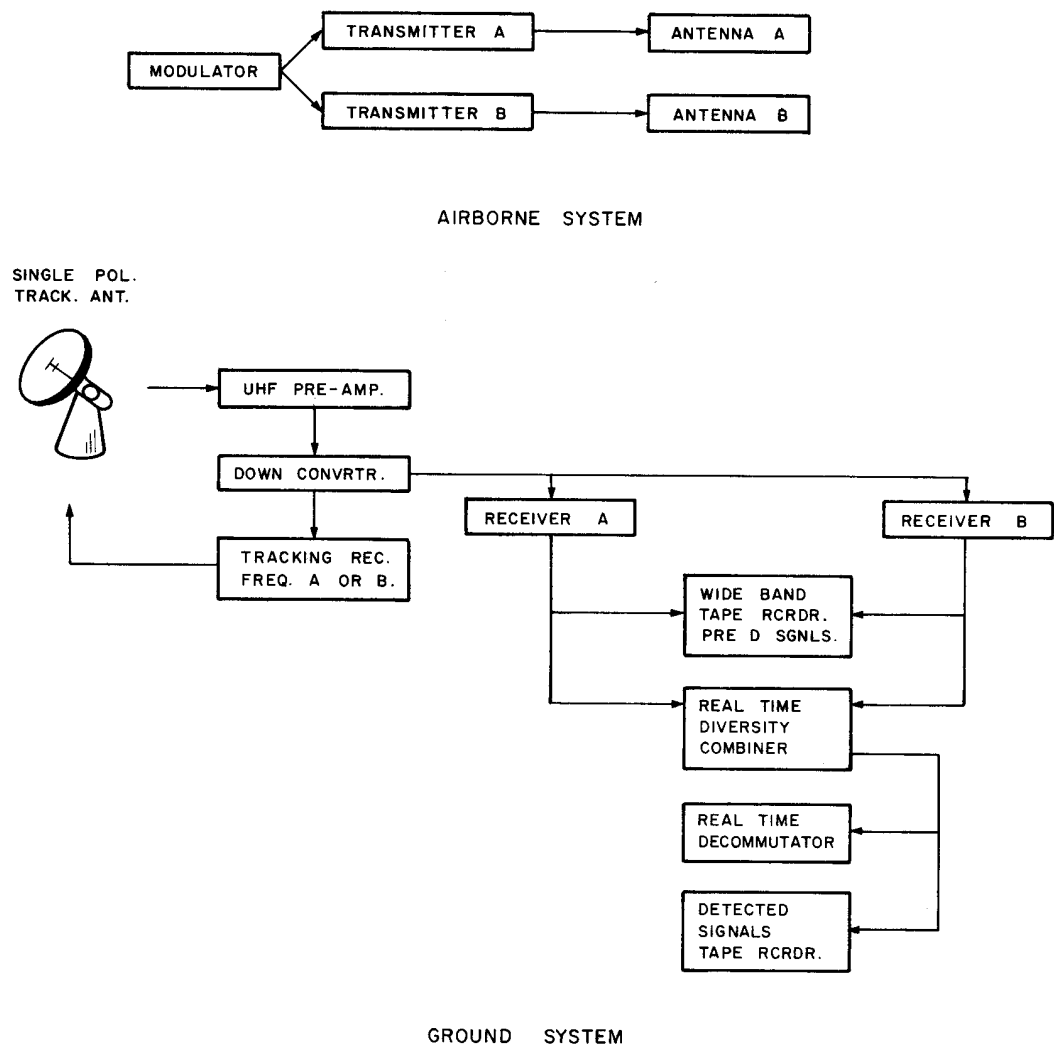 TRANSMITTER A
ANTENNA A
MODULATOR
TRANSMITTER B
ANTENNA B
AIRBORNE SYSTEM
SINGLE POL.
TRACK. ANT.
UHF PRE-AMP.
DOWN CONVRTR.
RECEIVER A
RECEIVER B
TRACKING REC.
FREQ. A OR B.
WIDE BAND
TAPE RCRDR.
PRE D SGNLS.
REAL TIME
DIVERSITY
COMBINER
REAL TIME
DECOMMUTATOR
DETECTED
SIGNALS
TAPE RCRDR.
GROUND SYSTEM